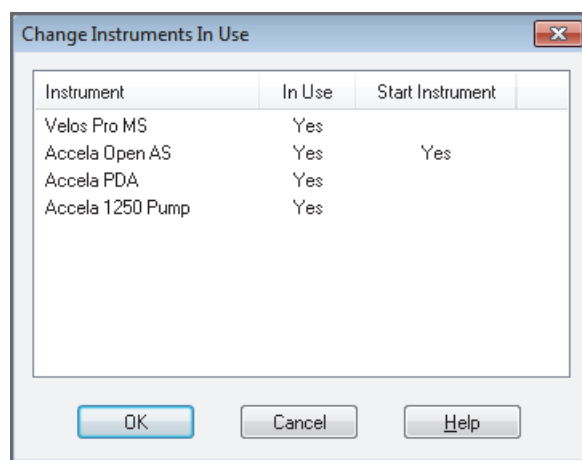 Change Instruments In Use
Instrument In Use Start Instrument
Velos Pro MS Yes
Accela Open AS Yes Yes
Accela PDA Yes
Accela 1250 Pump Yes
OK Cancel Help